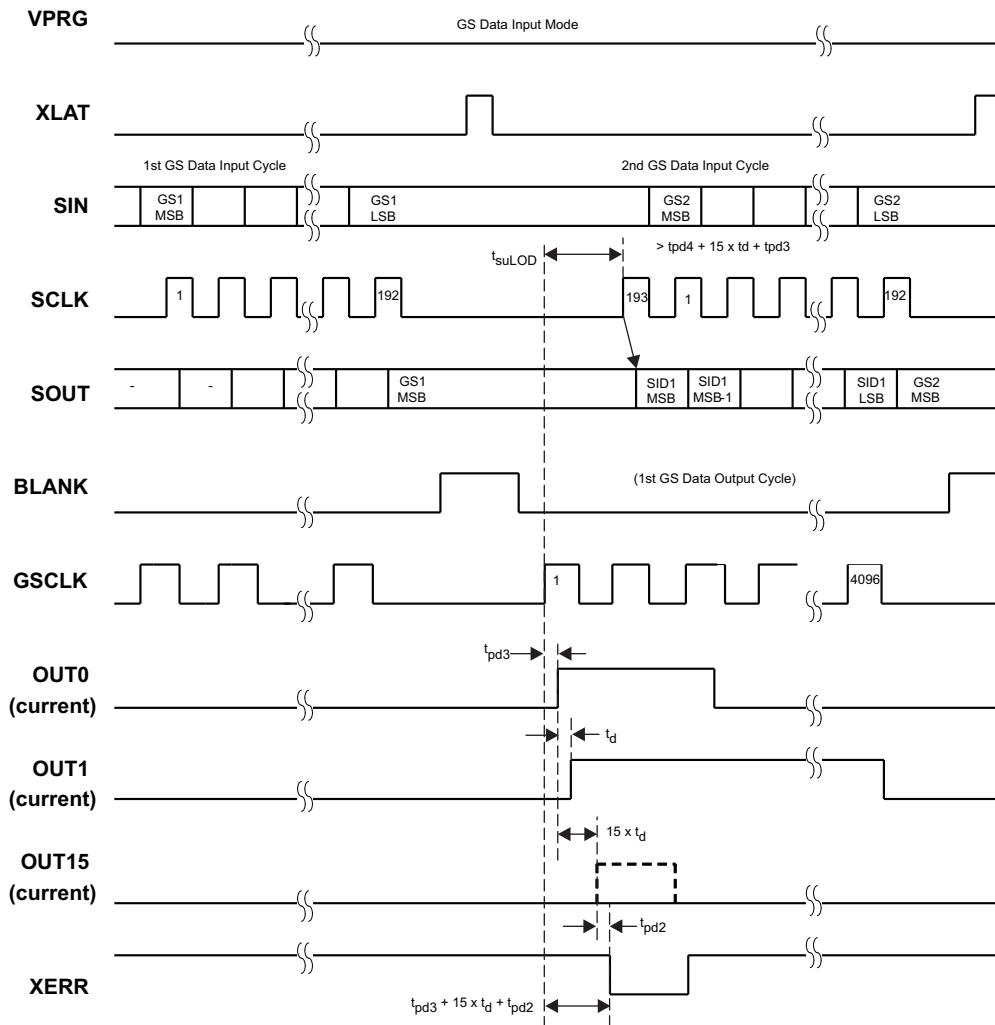 VPRG
GS Data Input Mode
XLAT
1st GS Data Input Cycle
2nd GS Data Input Cycle
SIN
GS1
MSB
GS1
LSB
GS2
MSB
GS2
LSB
tsuLOD
> tpd4 + 15 x td + tpd3
SCLK
1
192
193
1
192
SOUT
-
-
GS1
MSB
SID1
MSB
SID1
MSB-1
SID1
LSB
GS2
MSB
BLANK
(1st GS Data Output Cycle)
GSCLK
1
4096
tpd3
OUT0
(current)
td
OUT1
(current)
15 x td
OUT15
(current)
tpd2
XERR
tpd3 + 15 x td + tpd2